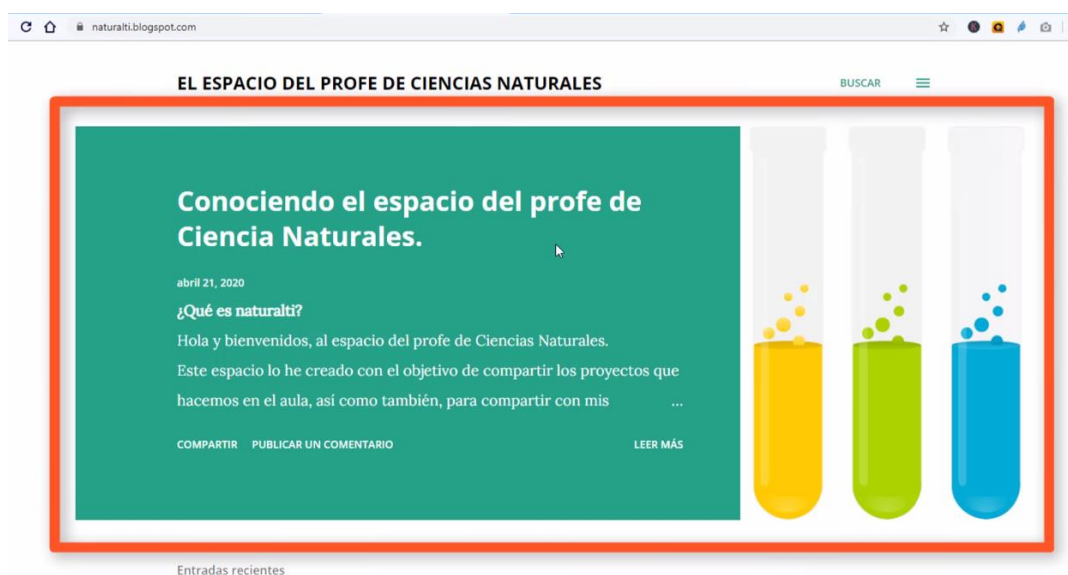 naturalti.blogspot.com
EL ESPACIO DEL PROFE DE CIENCIAS NATURALES
BUSCAR
Conociendo el espacio del profe de
Ciencia Naturales.
abril 21, 2020
¿Qué es naturalti?
Hola y bienvenidos, al espacio del profe de Ciencias Naturales.
Este espacio lo he creado con el objetivo de compartir los proyectos que
hacemos en el aula, así como también, para compartir con mis ...
COMPARTIR PUBLICAR UN COMENTARIO LEER MÁS
Entradas recientes